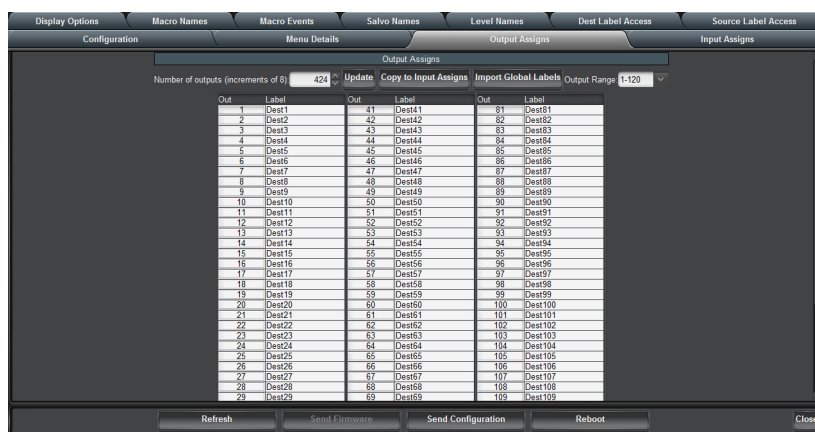 Display Options Macro Names Macro Events Salvo Names Level Names Dest Label Access Source Label Access
Configuration Menu Details Output Assigns Input Assigns
Output Assigns
Number of outputs (increments of 8): 424 Update Copy to Input Assigns Import Global Labels Output Range: 1-120
Out Label Out Label Out Label
1 Dest1 41 Dest41 81 Dest81
2 Dest2 42 Dest42 82 Dest82
3 Dest3 43 Dest43 83 Dest83
4 Dest4 44 Dest44 84 Dest84
5 Dest5 45 Dest45 85 Dest85
6 Dest6 46 Dest46 86 Dest86
7 Dest7 47 Dest47 87 Dest87
8 Dest8 48 Dest48 88 Dest88
9 Dest9 49 Dest49 89 Dest89
10 Dest10 50 Dest50 90 Dest90
11 Dest11 51 Dest51 91 Dest91
12 Dest12 52 Dest52 92 Dest92
13 Dest13 53 Dest53 93 Dest93
14 Dest14 54 Dest54 94 Dest94
15 Dest15 55 Dest55 95 Dest95
16 Dest16 56 Dest56 96 Dest96
17 Dest17 57 Dest57 97 Dest97
18 Dest18 58 Dest58 98 Dest98
19 Dest19 59 Dest59 99 Dest99
20 Dest20 60 Dest60 100 Dest100
21 Dest21 61 Dest61 101 Dest101
22 Dest22 62 Dest62 102 Dest102
23 Dest23 63 Dest63 103 Dest103
24 Dest24 64 Dest64 104 Dest104
25 Dest25 65 Dest65 105 Dest105
26 Dest26 66 Dest66 106 Dest106
27 Dest27 67 Dest67 107 Dest107
28 Dest28 68 Dest68 108 Dest108
29 Dest29 69 Dest69 109 Dest109
Refresh Send Firmware Send Configuration Reboot Close